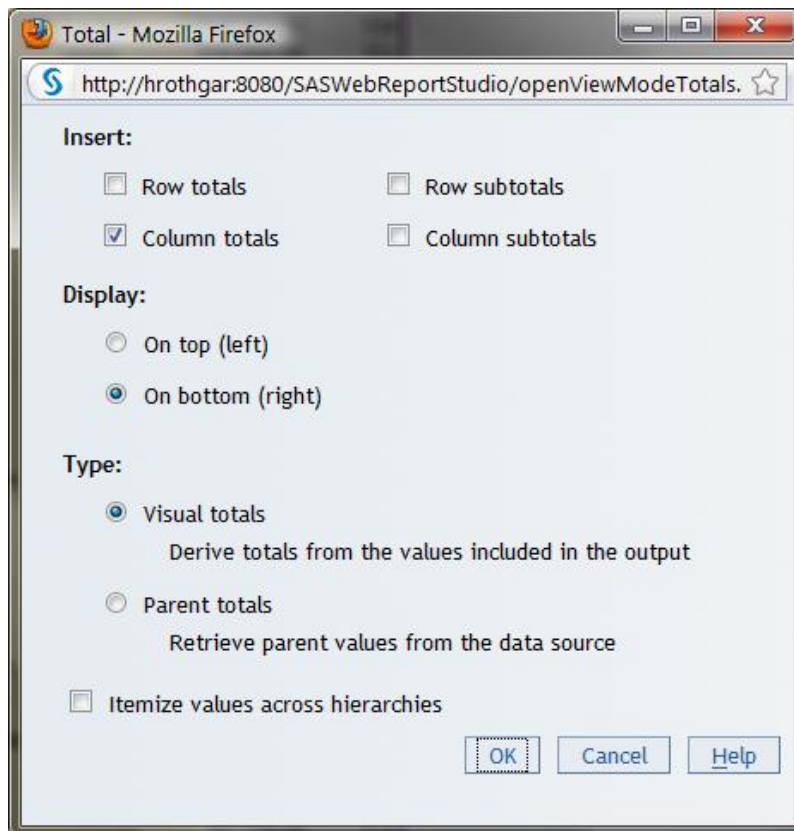 Total - Mozilla Firefox
http://hrothgar:8080/SASWebReportStudio/openViewModeTotals.
Insert:
Row totals Row subtotals
Column totals Column subtotals
Display:
On top (left)
On bottom (right)
Type:
Visual totals
Derive totals from the values included in the output
Parent totals
Retrieve parent values from the data source
Itemize values across hierarchies
OK Cancel Help